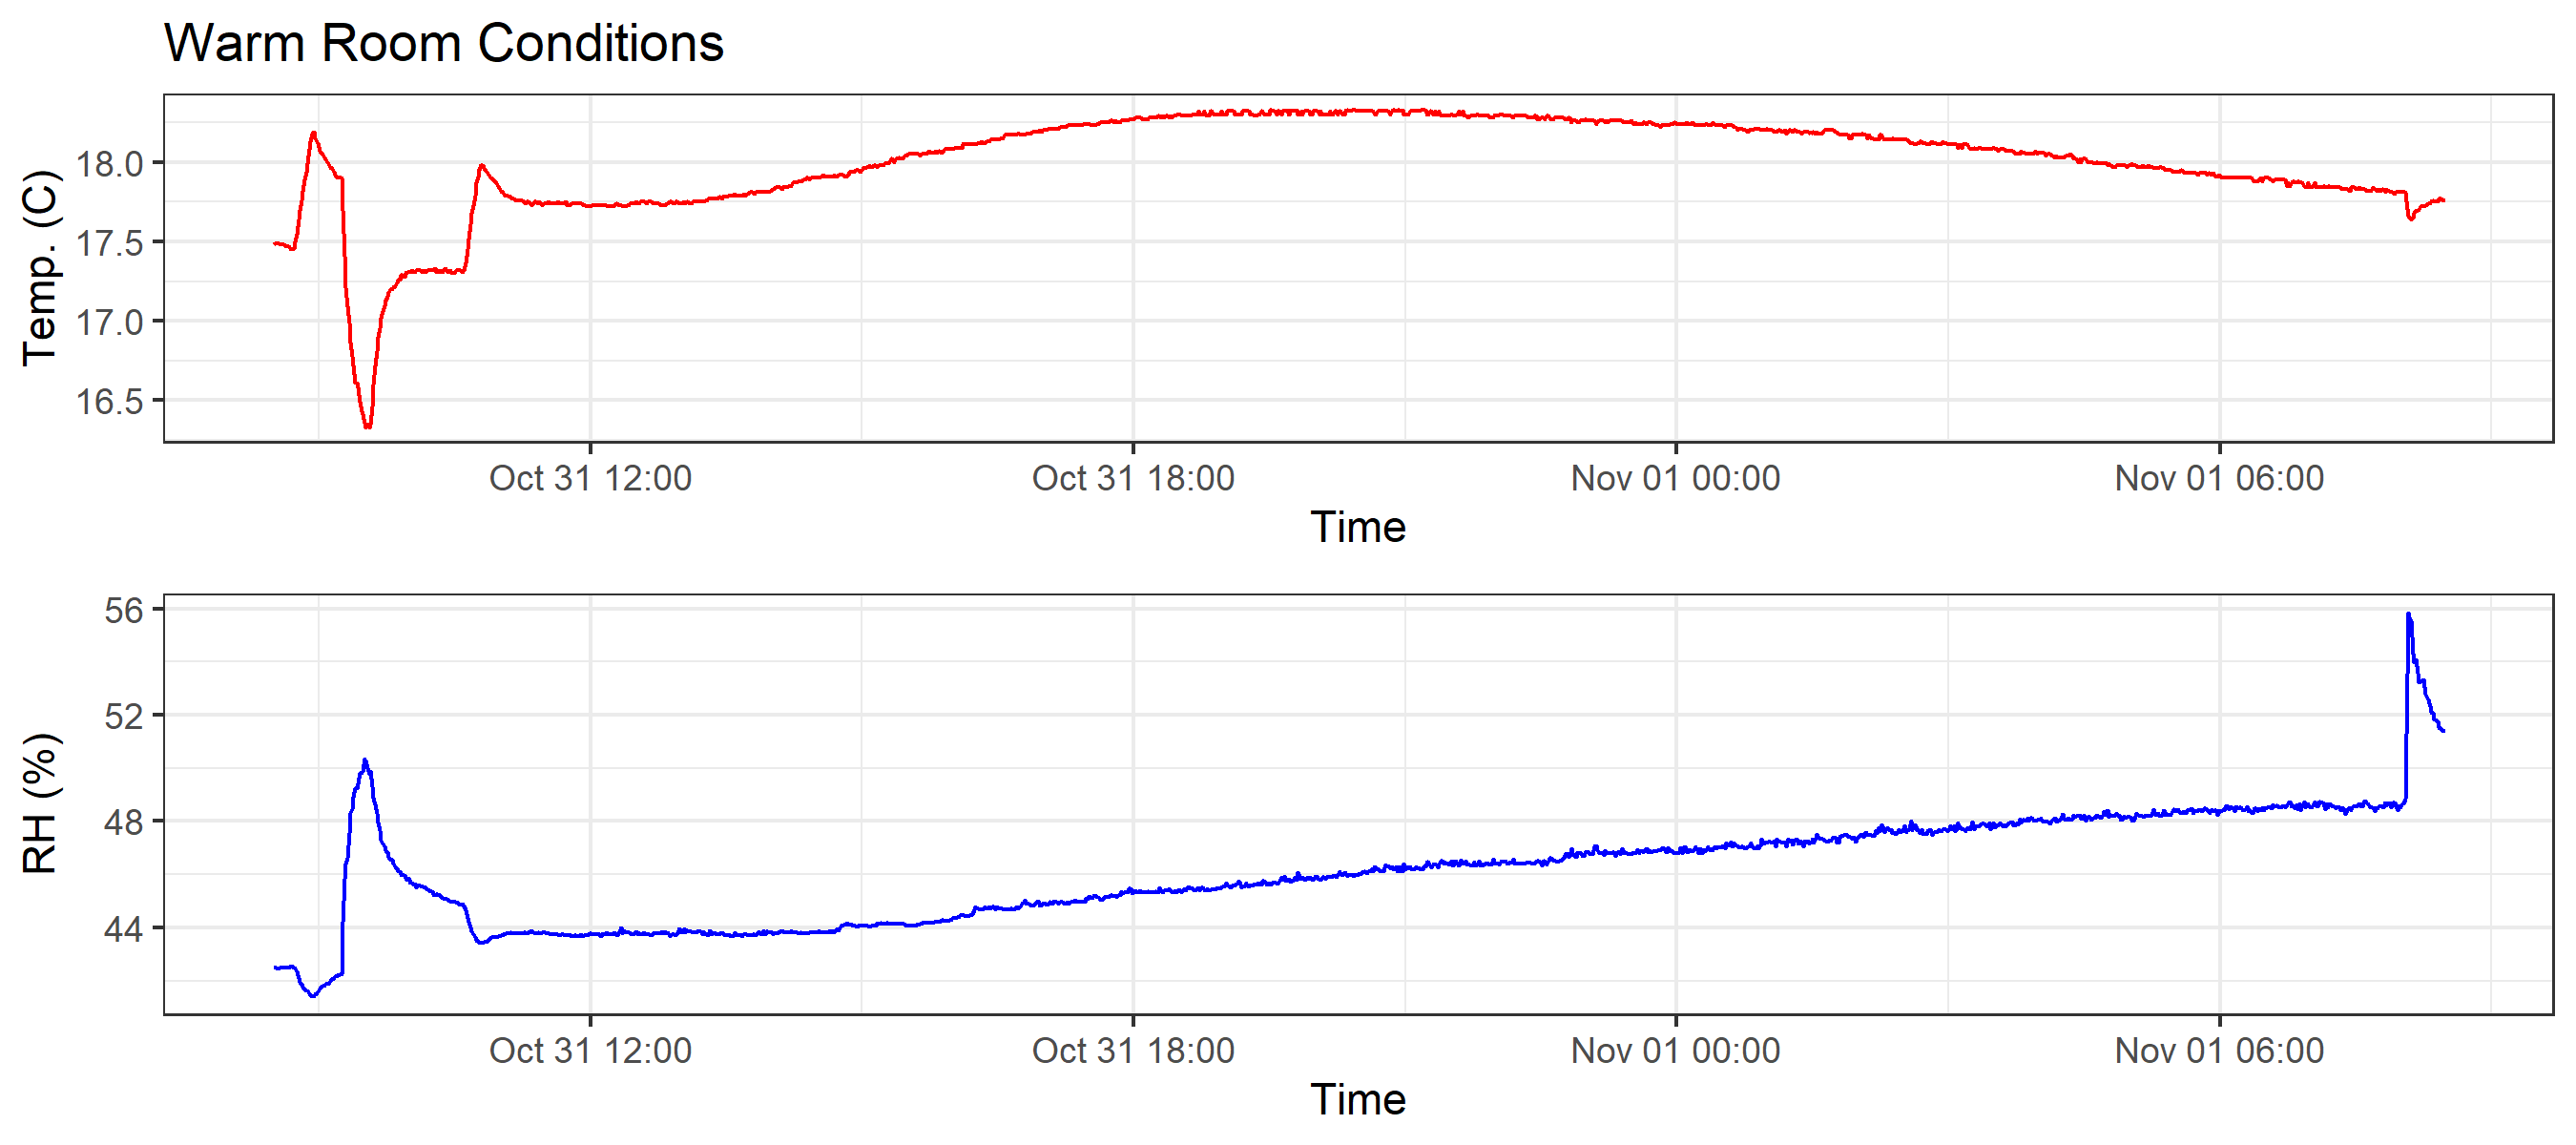 Warm Room Conditions
Temp. (C)
18.0
17.5
17.0
16.5
Oct 31 12:00 Oct 31 18:00 Nov 01 00:00 Nov 01 06:00
Time
RH (%)
56
52
48
44
Oct 31 12:00 Oct 31 18:00 Nov 01 00:00 Nov 01 06:00
Time